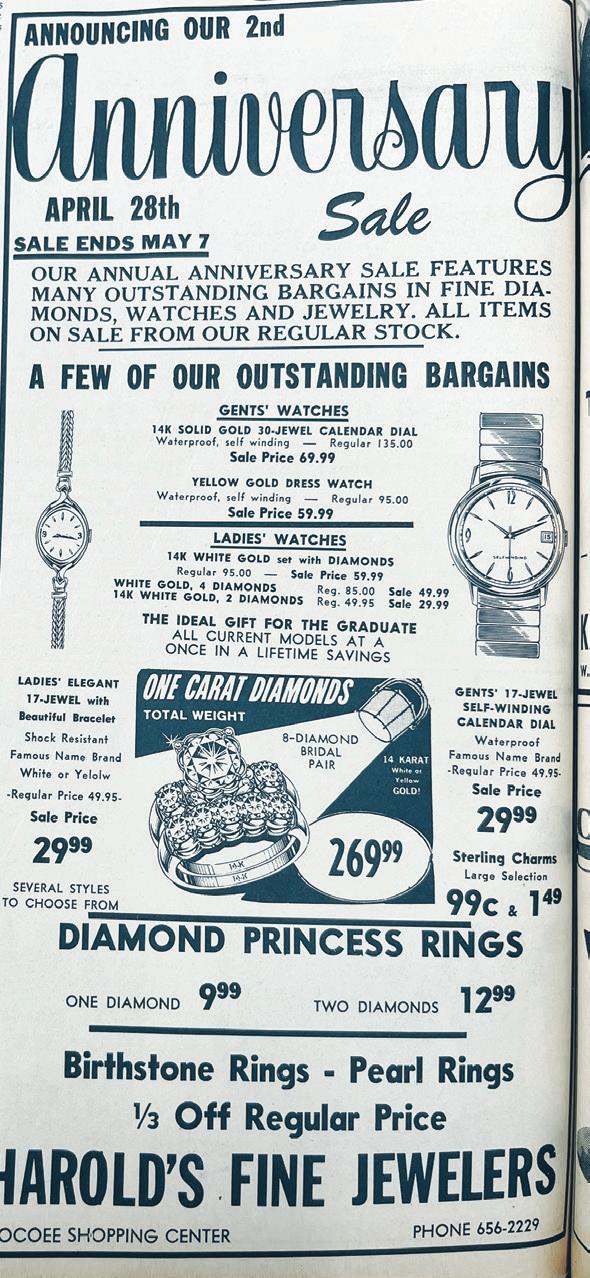 ANNOUNCING OUR 2nd
Anniversary
APRIL 28th
Sale
SALE ENDS MAY 7
OUR ANNUAL ANNIVERSARY SALE FEATURES
MANY OUTSTANDING BARGAINS IN FINE DIA-
MONDS, WATCHES AND JEWELRY. ALL ITEMS
ON SALE FROM OUR REGULAR STOCK.
A FEW OF OUR OUTSTANDING BARGAINS
GENTS' WATCHES
14K SOLID GOLD 30-JEWEL CALENDAR DIAL
Waterproof, self winding — Regular 135.00
Sale Price 69.99
YELLOW GOLD DRESS WATCH
Waterproof, self winding — Regular 95.00
Sale Price 59.99
LADIES' WATCHES
14K WHITE GOLD set with DIAMONDS
Regular 95.00 — Sale Price 59.99
WHITE GOLD, 4 DIAMONDS Reg. 85.00 Sale 49.99
14K WHITE GOLD, 2 DIAMONDS Reg. 49.95 Sale 29.99
THE IDEAL GIFT FOR THE GRADUATE
ALL CURRENT MODELS AT A
ONCE IN A LIFETIME SAVINGS
SELFWINDING
15
LADIES' ELEGANT
17-JEWEL with
Beautiful Bracelet
Shock Resistant
Famous Name Brand
White or Yelolw
-Regular Price 49.95-
Sale Price
29⁹⁹
SEVERAL STYLES
TO CHOOSE FROM
ONE CARAT DIAMONDS
TOTAL WEIGHT
8-DIAMOND
BRIDAL
PAIR
14 KARAT
White or
Yellow
GOLD!
14K
14K
269⁹⁹
GENTS' 17-JEWEL
SELF-WINDING
CALENDAR DIAL
Waterproof
Famous Name Brand
-Regular Price 49.95-
Sale Price
29⁹⁹
Sterling Charms
Large Selection
99c & 1⁴⁹
DIAMOND PRINCESS RINGS
ONE DIAMOND 9⁹⁹ TWO DIAMONDS 12⁹⁹
Birthstone Rings - Pearl Rings
⅓ Off Regular Price
HAROLD'S FINE JEWELERS
OCOEE SHOPPING CENTER PHONE 656-2229